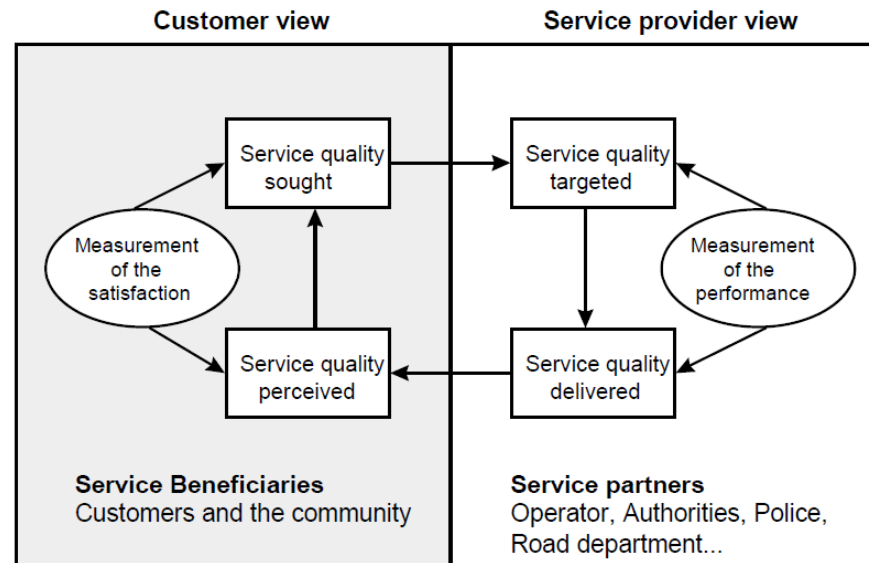 Customer view
Service provider view
Service quality
sought
Service quality
targeted
Measurement
of the
satisfaction
Measurement
of the
performance
Service quality
perceived
Service quality
delivered
Service Beneficiaries
Customers and the community
Service partners
Operator, Authorities, Police,
Road department...